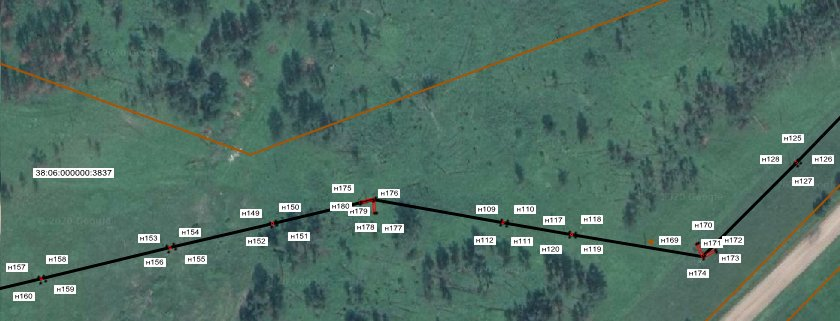 н125
н128 н126
н127
38:06:000000:3837
н175 н176
н180 н179
н149 н150
н109 н110
н117 н118
н178 н177
н170
н153 н154
н152 н151
н112 н111
н169 н171 н172
н120 н119
н156 н155
н173
н158
н157
н174
н159
н160